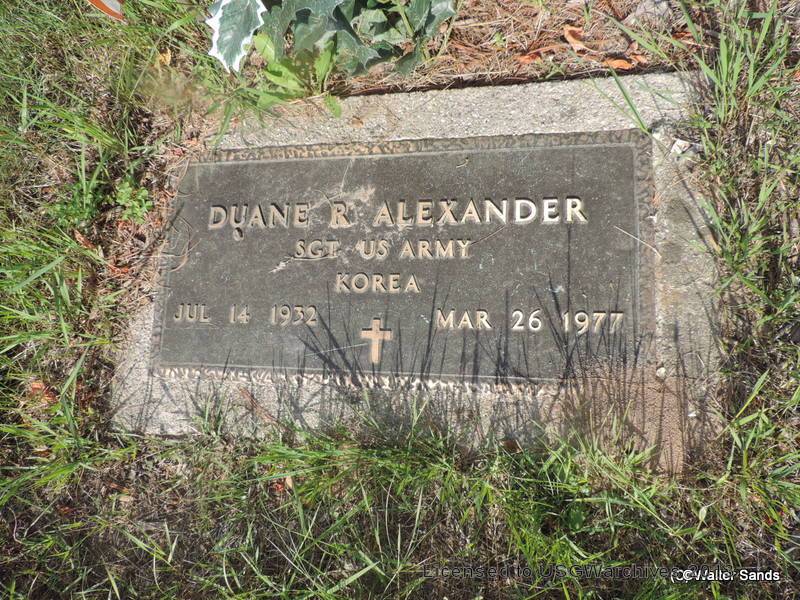 DUANE R ALEXANDER
SGT US ARMY
KOREA
JUL 14 1932 MAR 26 1977
Licensed to USGWarchives
©Walter Sands